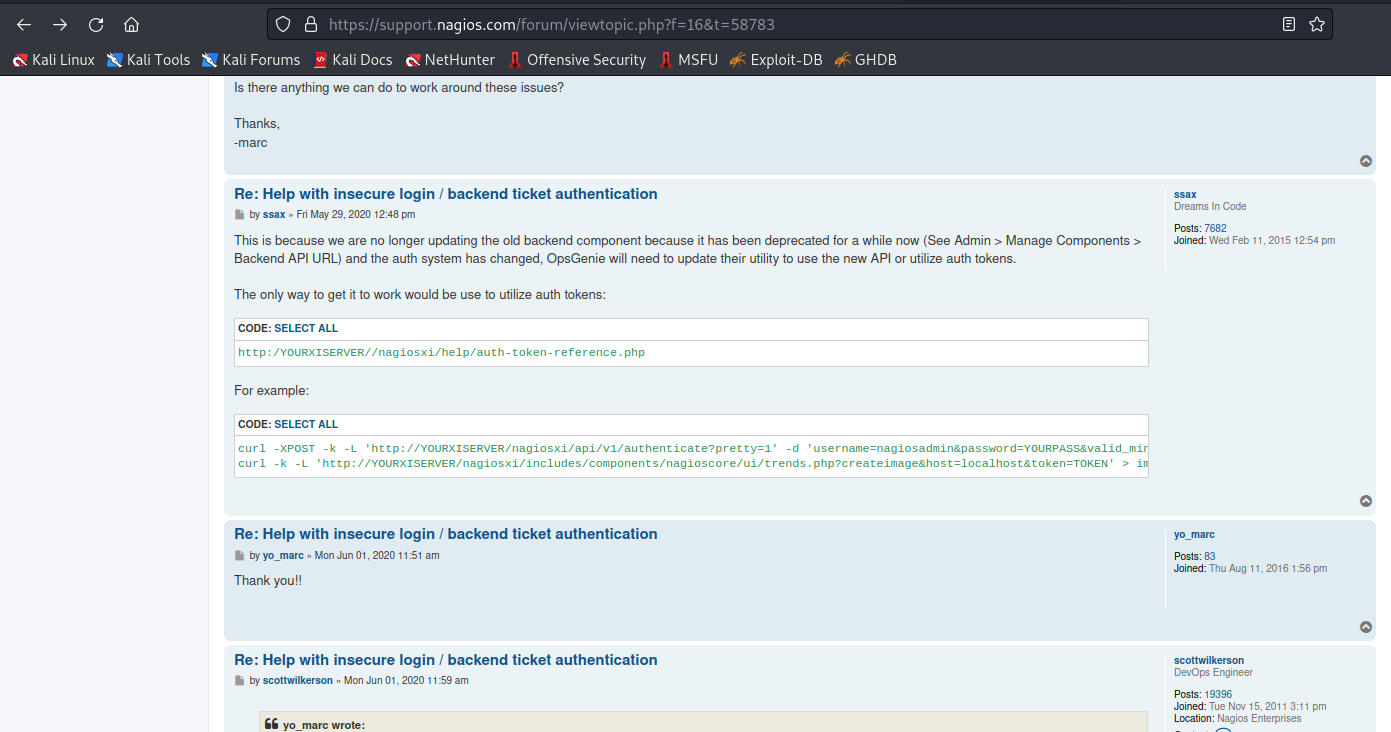 https://support.nagios.com/forum/viewtopic.php?f=16&t=58783
Kali Linux Kali Tools Kali Forums Kali Docs NetHunter Offensive Security MSFU Exploit-DB GHDB
Is there anything we can do to work around these issues?
Thanks,
-marc
Re: Help with insecure login / backend ticket authentication
by ssax » Fri May 29, 2020 12:48 pm
This is because we are no longer updating the old backend component because it has been deprecated for a while now (See Admin > Manage Components >
Backend API URL) and the auth system has changed, OpsGenie will need to update their utility to use the new API or utilize auth tokens.
The only way to get it to work would be use to utilize auth tokens:
CODE: SELECT ALL
http:/YOURXISERVER//nagiosxi/help/auth-token-reference.php
For example:
CODE: SELECT ALL
curl -XPOST -k -L 'http://YOURXISERVER/nagiosxi/api/v1/authenticate?pretty=1' -d 'username=nagiosadmin&password=YOURPASS&valid_min
curl -k -L 'http://YOURXISERVER/nagiosxi/includes/components/nagioscore/ui/trends.php?createimage&host=localhost&token=TOKEN' > im
ssax
Dreams In Code
Posts: 7682
Joined: Wed Feb 11, 2015 12:54 pm
Re: Help with insecure login / backend ticket authentication
by yo_marc » Mon Jun 01, 2020 11:51 am
Thank you!!
yo_marc
Posts: 83
Joined: Thu Aug 11, 2016 1:56 pm
Re: Help with insecure login / backend ticket authentication
by scottwilkerson » Mon Jun 01, 2020 11:59 am
yo_marc wrote:
scottwilkerson
DevOps Engineer
Posts: 19396
Joined: Tue Nov 15, 2011 3:11 pm
Location: Nagios Enterprises